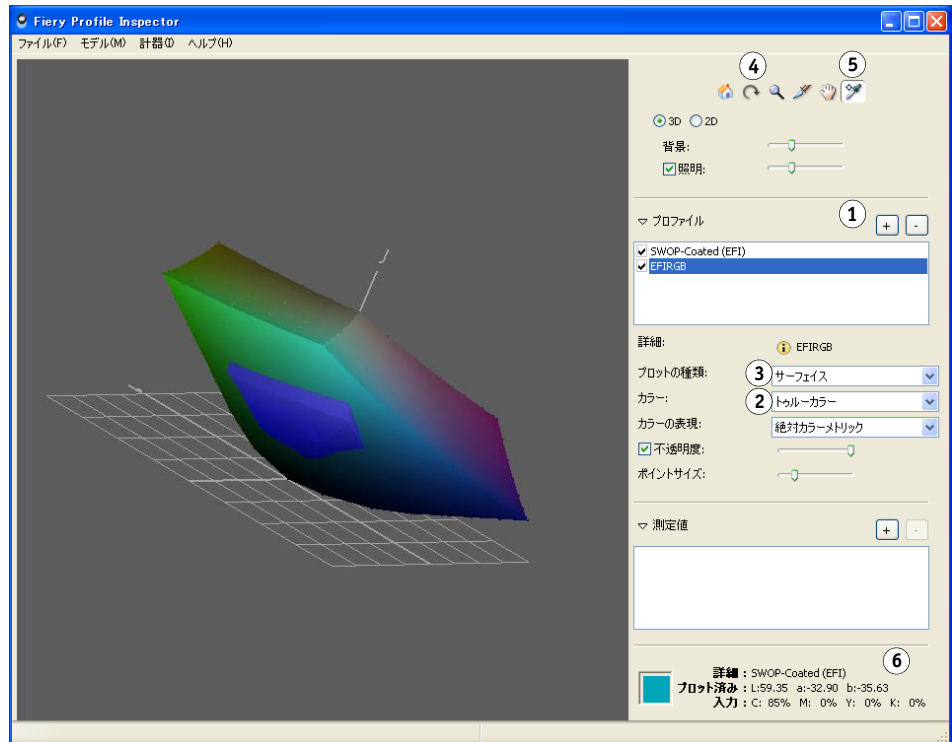 Fiery Profile Inspector
ファイル(F) モデル(M) 計器(I) ヘルプ(H)
4 5
3D 2D
背景:
照明:
1
プロファイル + -
SWOP-Coated (EFI)
EFIRGB
詳細: EFIRGB
プロットの種類: 3 サーフェイス
カラー: 2 トゥルーカラー
カラーの表現: 絶対カラーメトリック
不透明度:
ポイントサイズ:
測定値 + -
6
詳細 : SWOP-Coated (EFI)
プロット済み : L:59.35 a:-32.90 b:-35.63
入力 : C: 85% M: 0% Y: 0% K: 0%